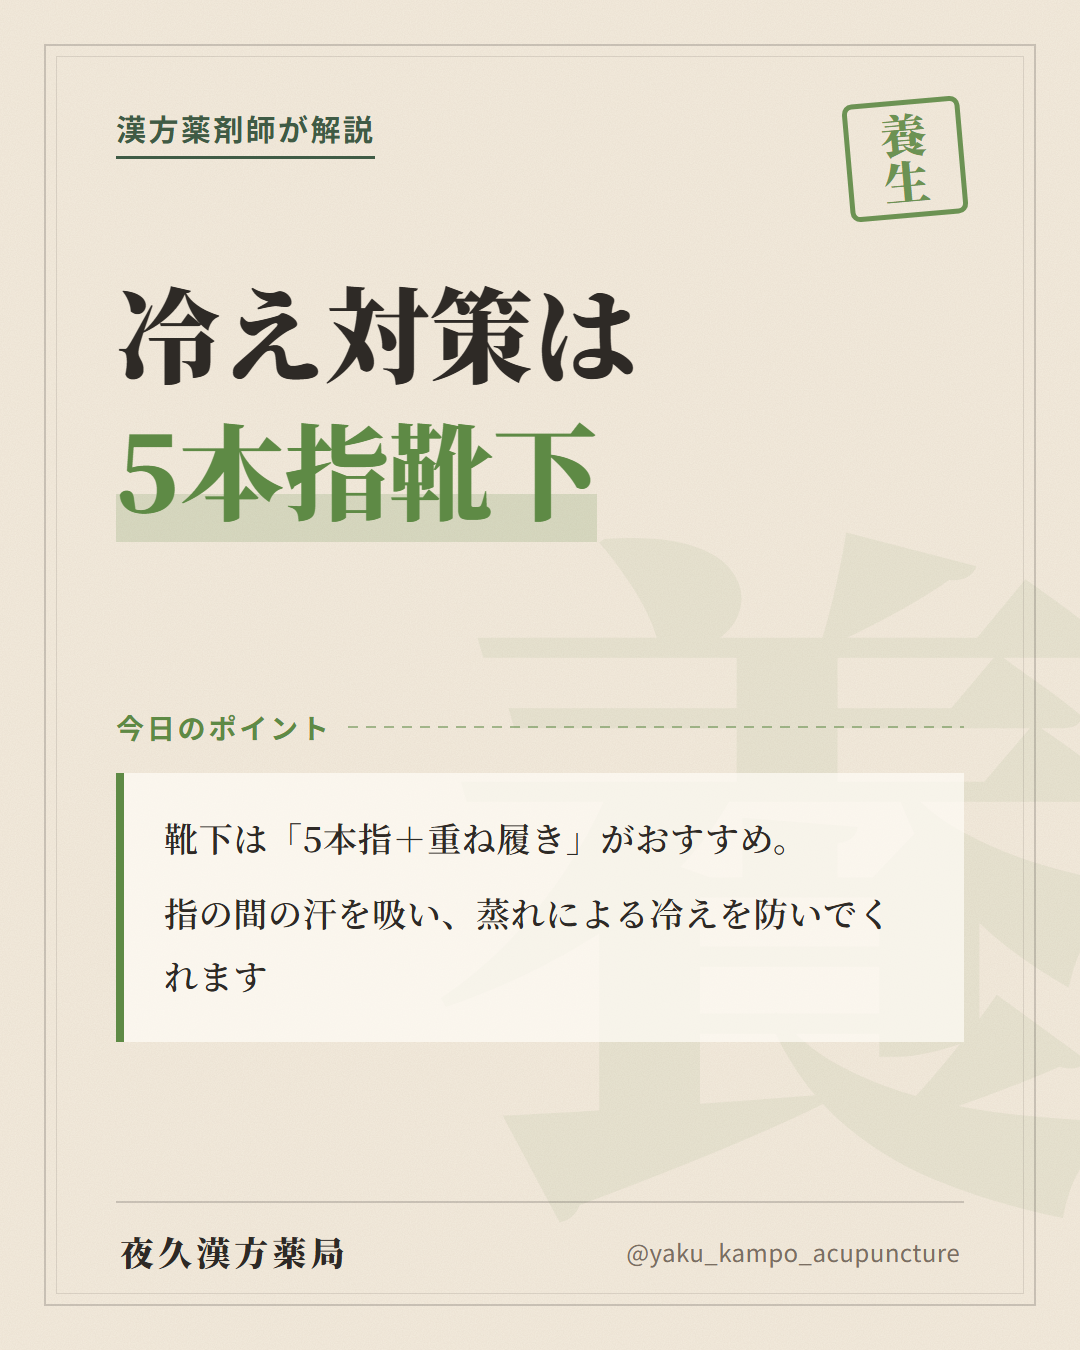 漢方薬剤師が解説
養生
冷え対策は
5本指靴下
今日のポイント
靴下は「5本指＋重ね履き」がおすすめ。
指の間の汗を吸い、蒸れによる冷えを防いでく
れます
夜久漢方薬局
@yaku_kampo_acupuncture
養